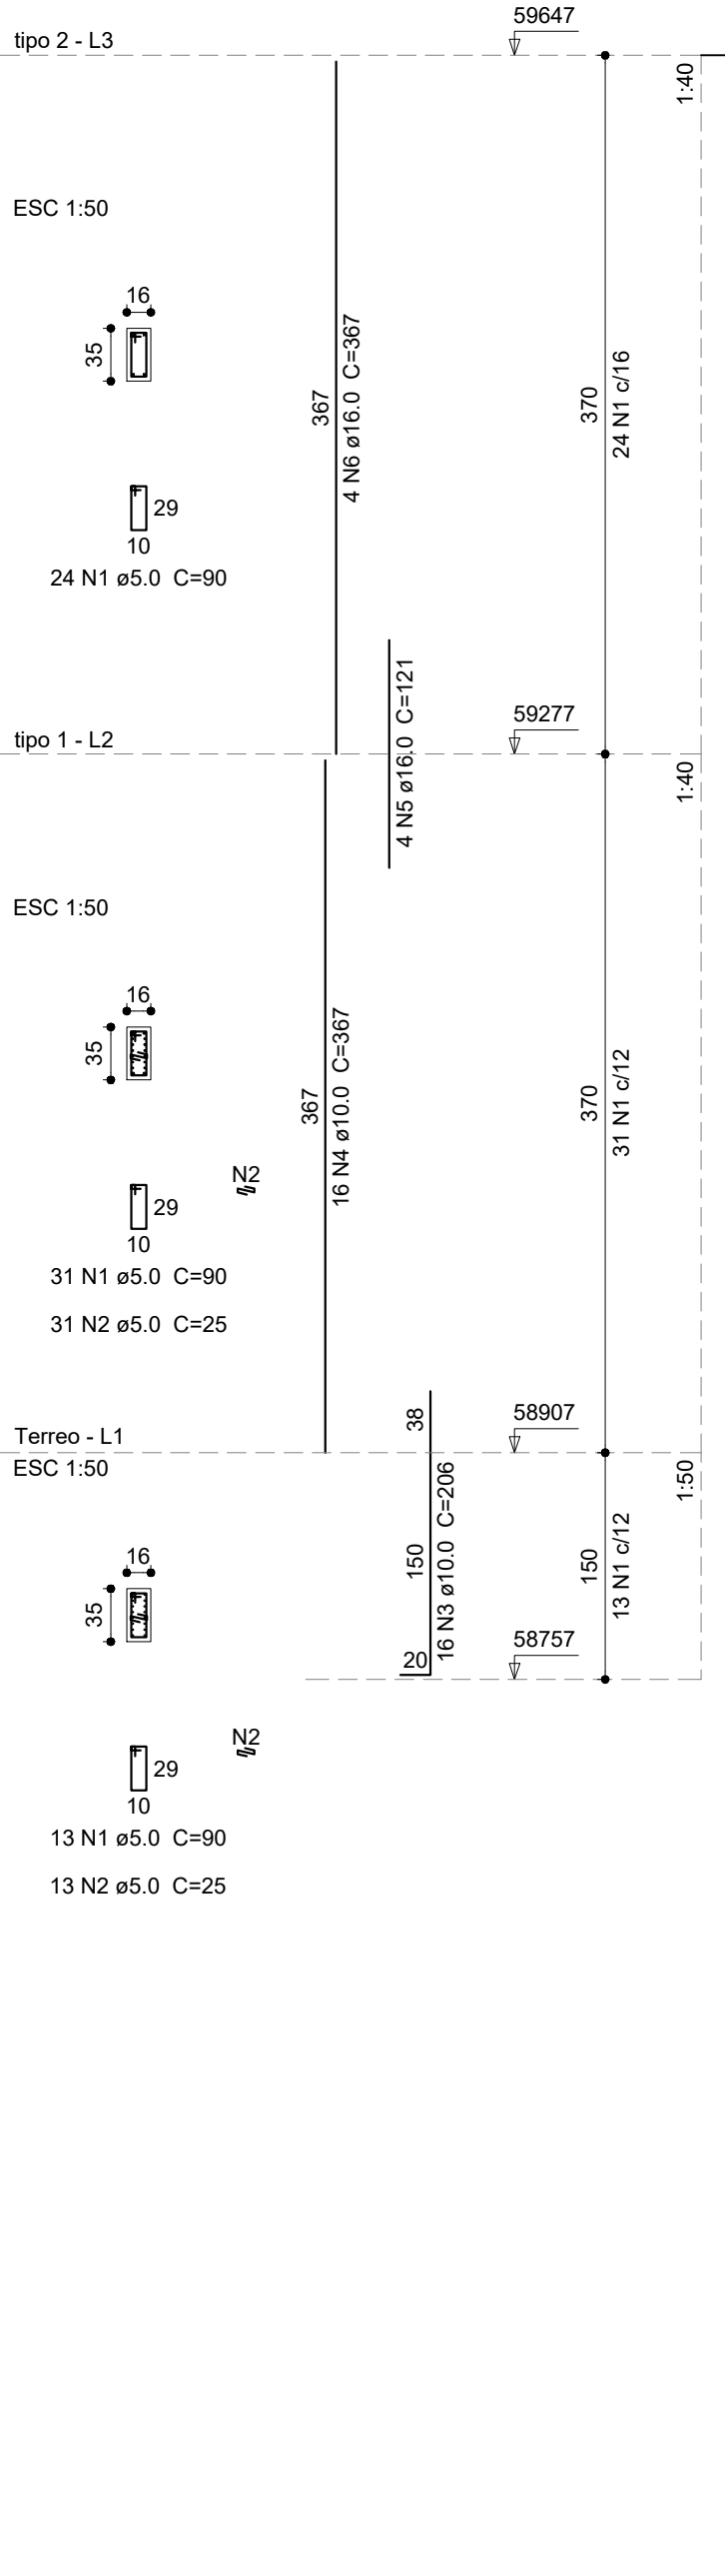 59647
tipo 2 - L3
1:40
ESC 1:50
16
35
367
4 N6 ø16.0 C=367
370
24 N1 c/16
29
10
24 N1 ø5.0 C=90
4 N5 ø16.0 C=121
59277
tipo 1 - L2
1:40
ESC 1:50
16
35
367
16 N4 ø10.0 C=367
370
31 N1 c/12
N2
29
10
31 N1 ø5.0 C=90
31 N2 ø5.0 C=25
38
58907
Terreo - L1
ESC 1:50
1:50
16
35
150
16 N3 ø10.0 C=206
150
13 N1 c/12
20
58757
N2
29
10
13 N1 ø5.0 C=90
13 N2 ø5.0 C=25